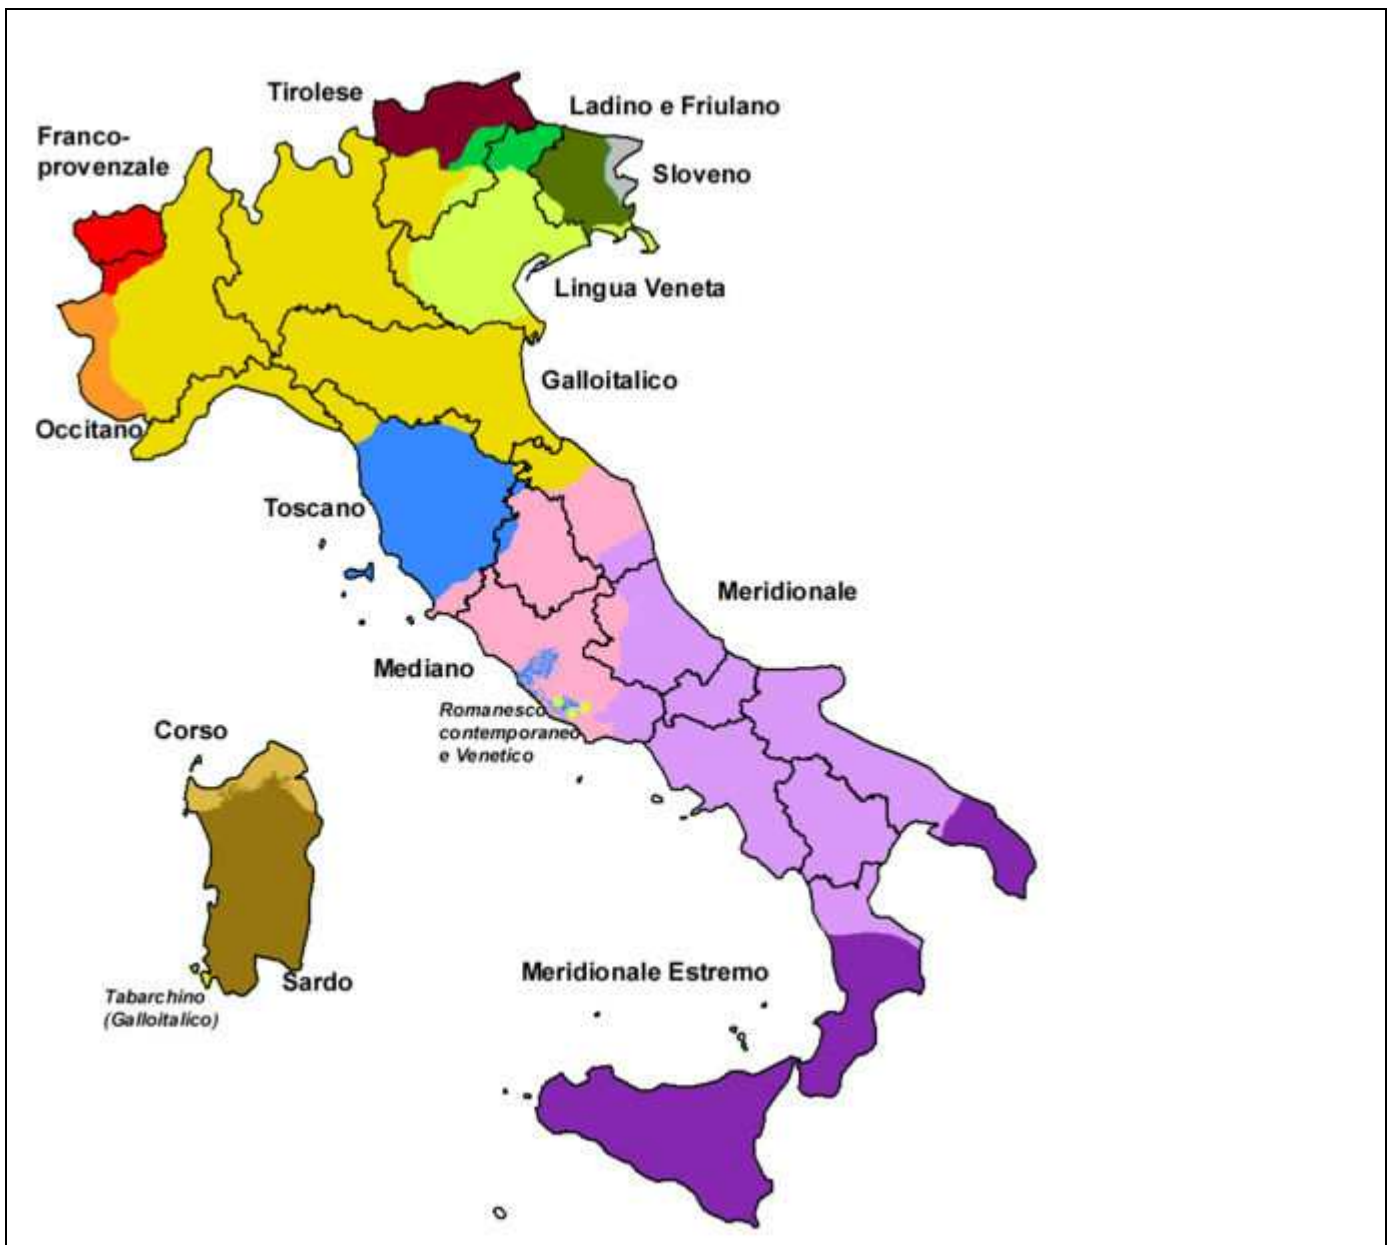 Tirolese
Ladino e Friulano
Franco-
provenzale
Sloveno
Lingua Veneta
Galloitalico
Occitano
Toscano
Meridionale
Mediano
Romanesco
contemporaneo
e Venetico
Corso
Meridionale Estremo
Sardo
Tabarchino
(Galloitalico)